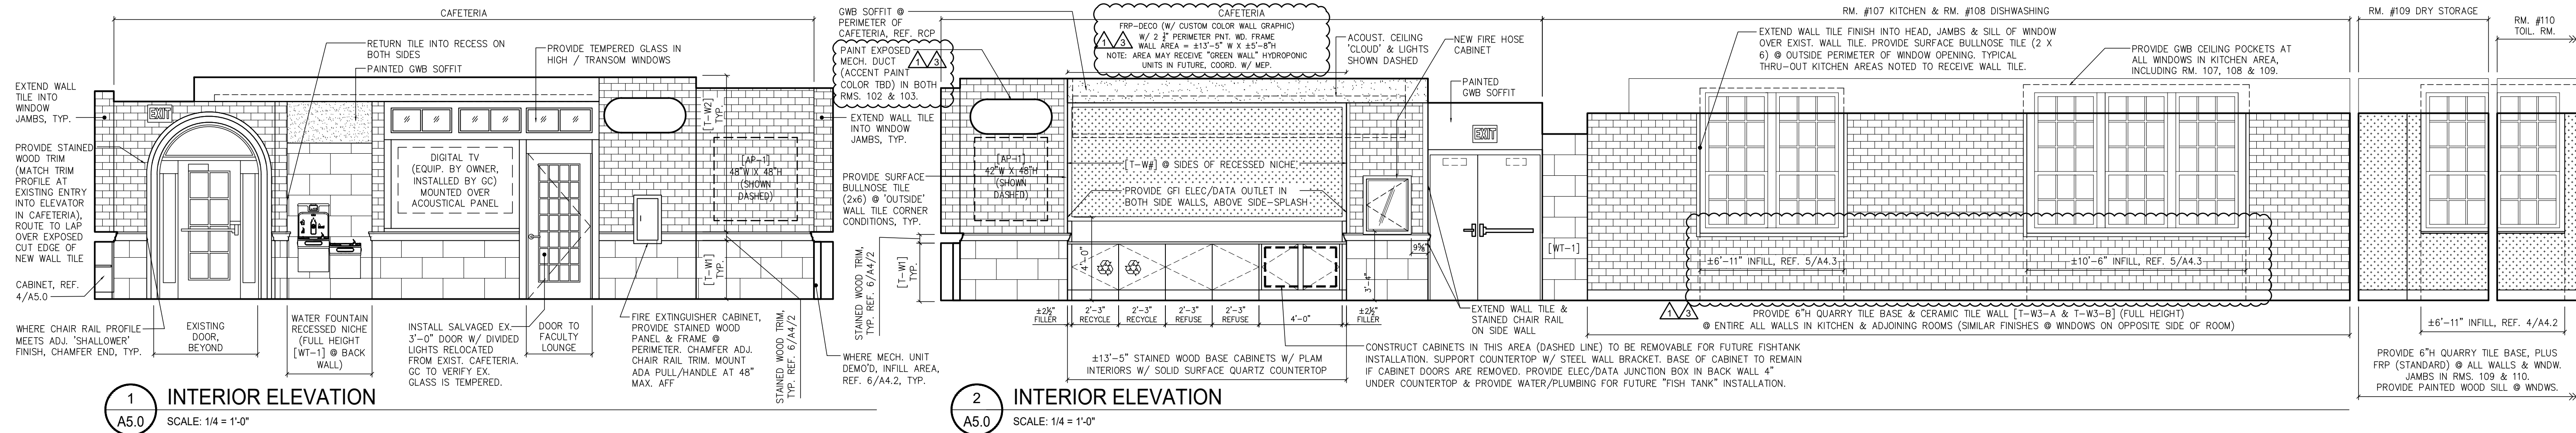 CAFETERIA
EXTEND WALL
TILE INTO
WINDOW
JAMBS, TYP.
PROVIDE STAINED
WOOD TRIM
(MATCH TRIM
PROFILE AT
EXISTING ENTRY
INTO ELEVATOR
IN CAFETERIA),
ROUTE TO LAP
OVER EXPOSED
CUT EDGE OF
NEW WALL TILE
CABINET, REF.
4/A5.0
WHERE CHAIR RAIL PROFILE
MEETS ADJ. 'SHALLOWER'
FINISH, CHAMFER END, TYP.
RETURN TILE INTO RECESS ON
BOTH SIDES
PAINTED GWB SOFFIT
PROVIDE TEMPERED GLASS IN
HIGH / TRANSOM WINDOWS
EXIT
DIGITAL TV
(EQUIP. BY OWNER,
INSTALLED BY GC)
MOUNTED OVER
ACOUSTICAL PANEL
[T-W2]
TYP.
[AP-1]
48"W X 48"H
(SHOWN
DASHED)
[T-W1]
TYP.
EXISTING
DOOR,
BEYOND
WATER FOUNTAIN
RECESSED NICHE
(FULL HEIGHT
[WT-1] @ BACK
WALL)
INSTALL SALVAGED EX.
3'-0" DOOR W/ DIVIDED
LIGHTS RELOCATED
FROM EXIST. CAFETERIA.
GC TO VERIFY EX.
GLASS IS TEMPERED.
DOOR TO
FACULTY
LOUNGE
FIRE EXTINGUISHER CABINET,
PROVIDE STAINED WOOD
PANEL & FRAME @
PERIMETER. CHAMFER ADJ.
CHAIR RAIL TRIM. MOUNT
ADA PULL/HANDLE AT 48"
MAX. AFF
STAINED WOOD TRIM,
TYP. REF. 6/A4/2
WHERE MECH. UNIT
DEMO'D, INFILL AREA,
REF. 6/A4.2, TYP.
1
A5.0
INTERIOR ELEVATION
SCALE: 1/4 = 1'-0"
GWB SOFFIT @
PERIMETER OF
CAFETERIA, REF. RCP
PAINT EXPOSED
MECH. DUCT
(ACCENT PAINT
COLOR TBD) IN BOTH
RMS. 102 & 103.
1 3
EXTEND WALL TILE
INTO WINDOW
JAMBS, TYP.
PROVIDE SURFACE
BULLNOSE TILE
(2x6) @ 'OUTSIDE'
WALL TILE CORNER
CONDITIONS, TYP.
STAINED WOOD TRIM,
TYP. REF. 6/A4/2
[T-W1]
TYP.
CAFETERIA
FRP-DECO (W/ CUSTOM COLOR WALL GRAPHIC)
W/ 2 ½" PERIMETER PNT. WD. FRAME
WALL AREA = ±13'-5" W X ±5'-8"H
NOTE: AREA MAY RECEIVE "GREEN WALL" HYDROPONIC
UNITS IN FUTURE, COORD. W/ MEP.
1 3
ACOUST. CEILING
'CLOUD' & LIGHTS
SHOWN DASHED
NEW FIRE HOSE
CABINET
PAINTED
GWB SOFFIT
EXIT
[AP-1]
42"W X 48"H
(SHOWN
DASHED)
[T-W#] @ SIDES OF RECESSED NICHE
PROVIDE GFI ELEC/DATA OUTLET IN
BOTH SIDE WALLS, ABOVE SIDE-SPLASH
4'-0"
9⅝"
3'-4"
[WT-1]
±2½"
FILLER
2'-3"
RECYCLE
2'-3"
RECYCLE
2'-3"
REFUSE
2'-3"
REFUSE
4'-0"
±2½"
FILLER
EXTEND WALL TILE &
STAINED CHAIR RAIL
ON SIDE WALL
±13'-5" STAINED WOOD BASE CABINETS W/ PLAM
INTERIORS W/ SOLID SURFACE QUARTZ COUNTERTOP
CONSTRUCT CABINETS IN THIS AREA (DASHED LINE) TO BE REMOVABLE FOR FUTURE FISHTANK
INSTALLATION. SUPPORT COUNTERTOP W/ STEEL WALL BRACKET. BASE OF CABINET TO REMAIN
IF CABINET DOORS ARE REMOVED. PROVIDE ELEC/DATA JUNCTION BOX IN BACK WALL 4"
UNDER COUNTERTOP & PROVIDE WATER/PLUMBING FOR FUTURE "FISH TANK" INSTALLATION.
2
A5.0
INTERIOR ELEVATION
SCALE: 1/4 = 1'-0"
RM. #107 KITCHEN & RM. #108 DISHWASHING
EXTEND WALL TILE FINISH INTO HEAD, JAMBS & SILL OF WINDOW
OVER EXIST. WALL TILE. PROVIDE SURFACE BULLNOSE TILE (2 X
6) @ OUTSIDE PERIMETER OF WINDOW OPENING. TYPICAL
THRU-OUT KITCHEN AREAS NOTED TO RECEIVE WALL TILE.
PROVIDE GWB CEILING POCKETS AT
ALL WINDOWS IN KITCHEN AREA,
INCLUDING RM. 107, 108 & 109.
±6'-11" INFILL, REF. 5/A4.3
±10'-6" INFILL, REF. 5/A4.3
1 3
PROVIDE 6"H QUARRY TILE BASE & CERAMIC TILE WALL [T-W3-A & T-W3-B] (FULL HEIGHT)
@ ENTIRE ALL WALLS IN KITCHEN & ADJOINING ROOMS (SIMILAR FINISHES @ WINDOWS ON OPPOSITE SIDE OF ROOM)
RM. #109 DRY STORAGE
RM. #110
TOIL. RM.
±6'-11" INFILL, REF. 4/A4.2
PROVIDE 6"H QUARRY TILE BASE, PLUS
FRP (STANDARD) @ ALL WALLS & WNDW.
JAMBS IN RMS. 109 & 110.
PROVIDE PAINTED WOOD SILL @ WNDWS.